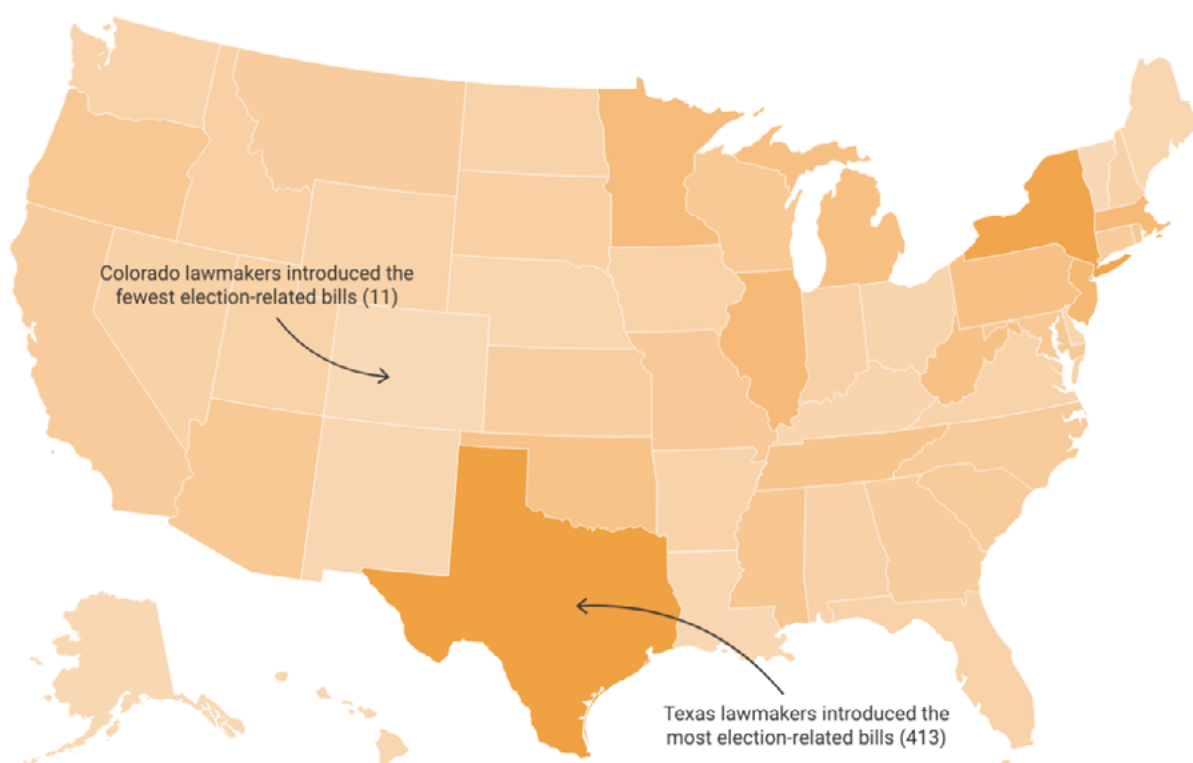 Colorado lawmakers introduced the
fewest election-related bills (11)
Texas lawmakers introduced the
most election-related bills (413)